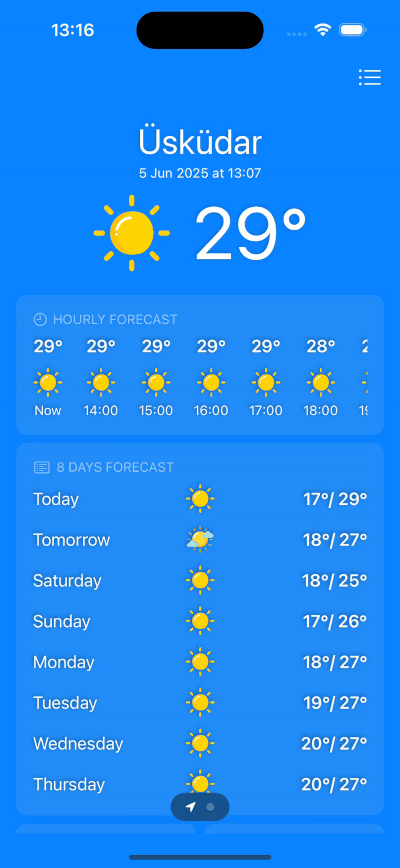 13:16
Üsküdar
5 Jun 2025 at 13:07
29°
HOURLY FORECAST
29° 29° 29° 29° 29° 28°
Now 14:00 15:00 16:00 17:00 18:00
8 DAYS FORECAST
Today 17°/ 29°
Tomorrow 18°/ 27°
Saturday 18°/ 25°
Sunday 17°/ 26°
Monday 18°/ 27°
Tuesday 19°/ 27°
Wednesday 20°/ 27°
Thursday 20°/ 27°